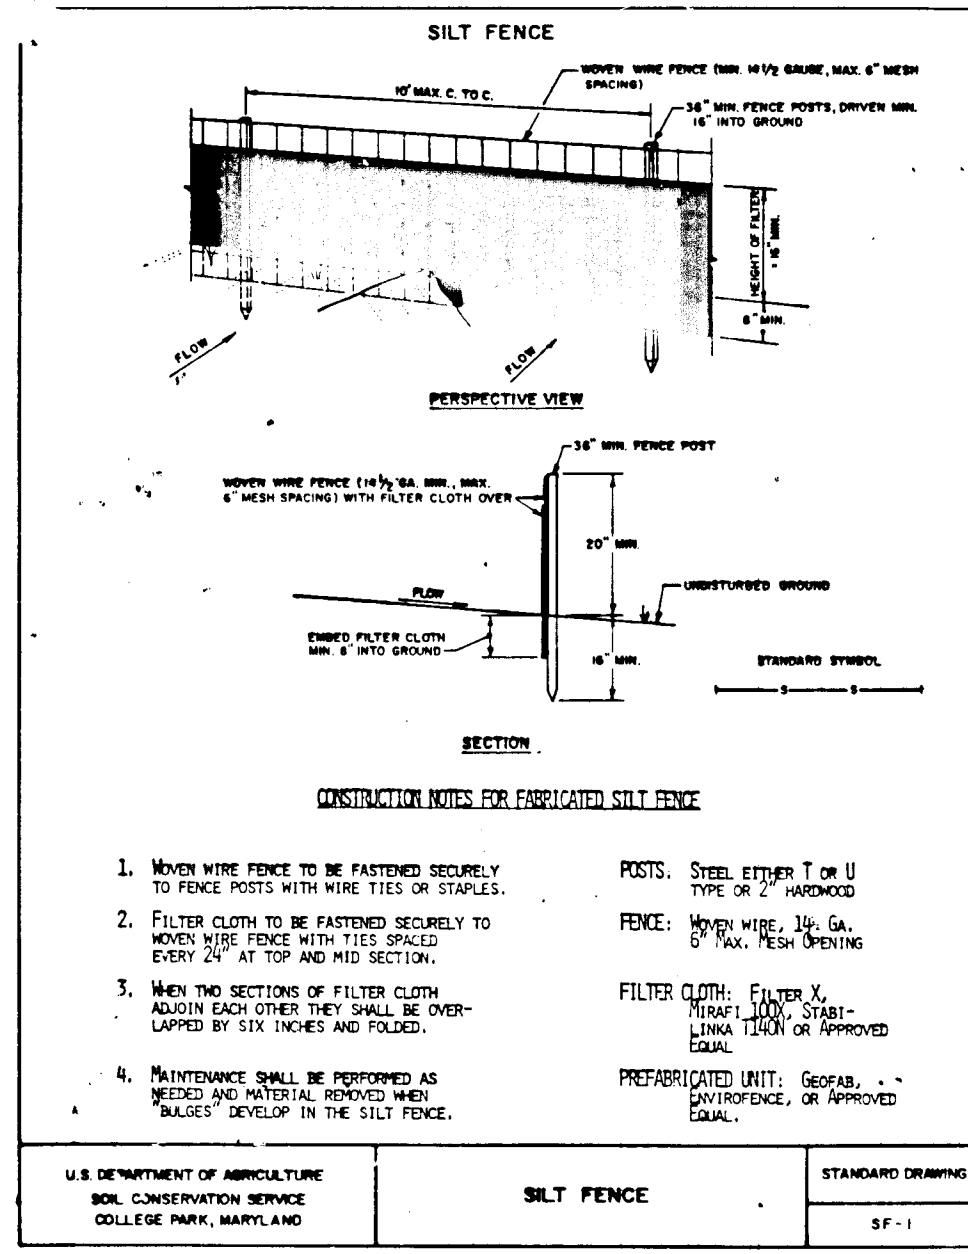 SILT FENCE
WOVEN WIRE FENCE (MIN. 14 1/2 GAUGE, MAX. 6" MESH
SPACING)
10' MAX. C. TO C.
36" MIN. FENCE POSTS, DRIVEN MIN.
16" INTO GROUND
HEIGHT OF FILTER
= 16" MIN.
8" MIN.
FLOW
FLOW
PERSPECTIVE VIEW
36" MIN. FENCE POST
WOVEN WIRE FENCE (14 1/2 GA. MIN., MAX.
6" MESH SPACING) WITH FILTER CLOTH OVER
20" MIN.
UNDISTURBED GROUND
FLOW
EMBED FILTER CLOTH
MIN. 8" INTO GROUND
16" MIN.
STANDARD SYMBOL
S S
SECTION
CONSTRUCTION NOTES FOR FABRICATED SILT FENCE
1. WOVEN WIRE FENCE TO BE FASTENED SECURELY
TO FENCE POSTS WITH WIRE TIES OR STAPLES.
2. FILTER CLOTH TO BE FASTENED SECURELY TO
WOVEN WIRE FENCE WITH TIES SPACED
EVERY 24" AT TOP AND MID SECTION.
3. WHEN TWO SECTIONS OF FILTER CLOTH
ADJOIN EACH OTHER THEY SHALL BE OVER-
LAPPED BY SIX INCHES AND FOLDED.
4. MAINTENANCE SHALL BE PERFORMED AS
NEEDED AND MATERIAL REMOVED WHEN
"BULGES" DEVELOP IN THE SILT FENCE.
POSTS: STEEL EITHER T OR U
TYPE OR 2" HARDWOOD
FENCE: WOVEN WIRE, 14 GA.
6" MAX. MESH OPENING
FILTER CLOTH: FILTER X,
MIRAFI 100X, STABI-
LINKA T140N OR APPROVED
EQUAL
PREFABRICATED UNIT: GEOFAB,
ENVIROFENCE, OR APPROVED
EQUAL.
U.S. DEPARTMENT OF AGRICULTURE
SOIL CONSERVATION SERVICE
COLLEGE PARK, MARYLAND
SILT FENCE
STANDARD DRAWING
SF-1